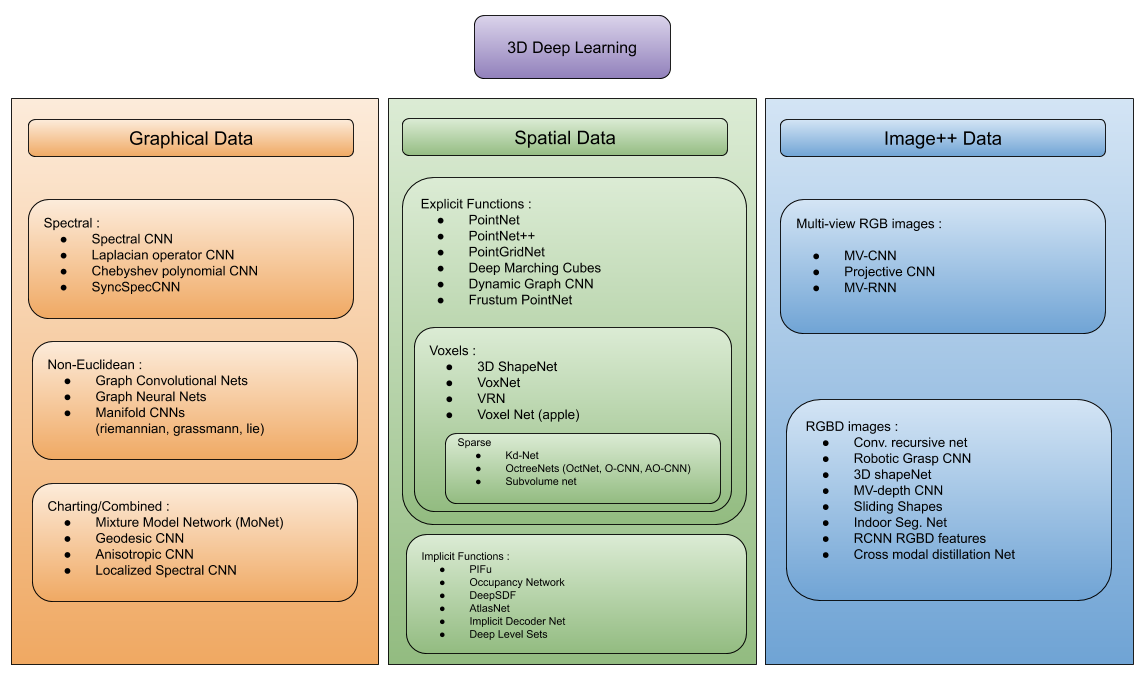 3D Deep Learning
Graphical Data
Spectral :
● Spectral CNN
● Laplacian operator CNN
● Chebyshev polynomial CNN
● SyncSpecCNN
Non-Euclidean :
● Graph Convolutional Nets
● Graph Neural Nets
● Manifold CNNs
(riemannian, grassmann, lie)
Charting/Combined :
● Mixture Model Network (MoNet)
● Geodesic CNN
● Anisotropic CNN
● Localized Spectral CNN
Spatial Data
Explicit Functions :
● PointNet
● PointNet++
● PointGridNet
● Deep Marching Cubes
● Dynamic Graph CNN
● Frustum PointNet
Voxels :
● 3D ShapeNet
● VoxNet
● VRN
● Voxel Net (apple)
Sparse
● Kd-Net
● OctreeNets (OctNet, O-CNN, AO-CNN)
● Subvolume net
Implicit Functions :
● PIFu
● Occupancy Network
● DeepSDF
● AtlasNet
● Implicit Decoder Net
● Deep Level Sets
Image++ Data
Multi-view RGB images :
● MV-CNN
● Projective CNN
● MV-RNN
RGBD images :
● Conv. recursive net
● Robotic Grasp CNN
● 3D shapeNet
● MV-depth CNN
● Sliding Shapes
● Indoor Seg. Net
● RCNN RGBD features
● Cross modal distillation Net